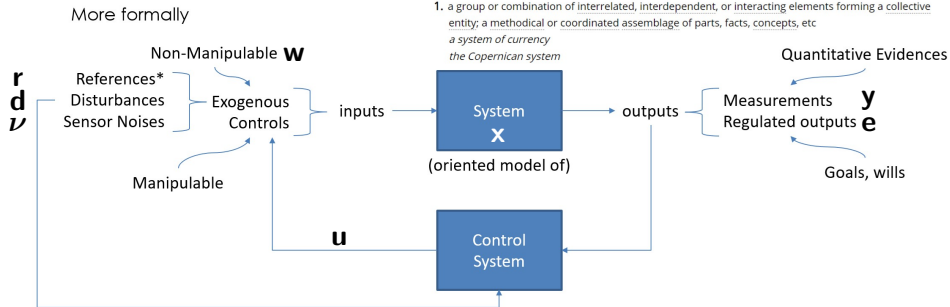 More formally
1. a group or combination of interrelated, interdependent, or interacting elements forming a collective
entity; a methodical or coordinated assemblage of parts, facts, concepts, etc
a system of currency
the Copernican system
Non-Manipulable w
Quantitative Evidences
r
References*
d
Disturbances
ν
Sensor Noises
Exogenous
Controls
inputs
System
x
(oriented model of)
outputs
Measurements y
Regulated outputs e
Manipulable
Goals, wills
u
Control
System